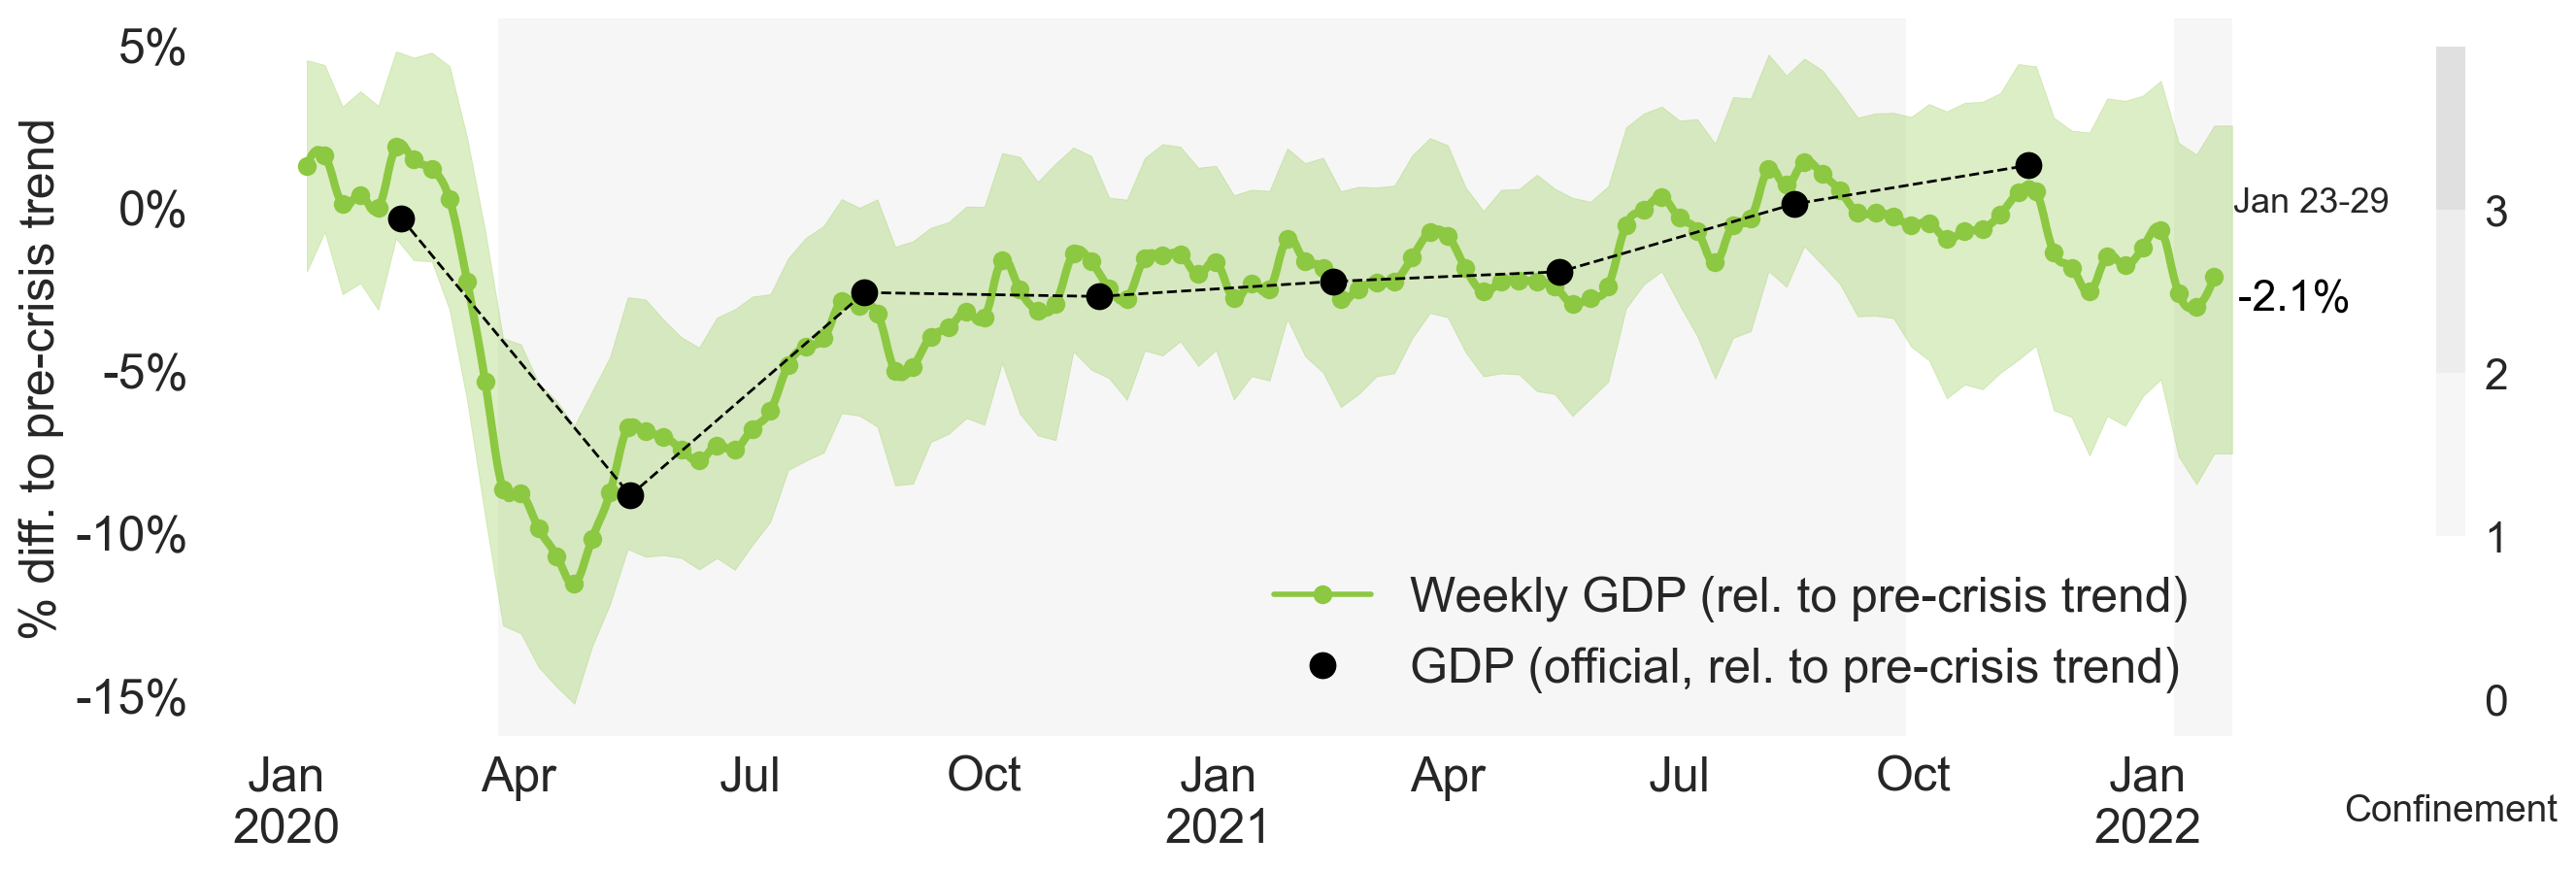 % diff. to pre-crisis trend
5%
0%
-5%
-10%
-15%
Jan 23-29
-2.1%
Weekly GDP (rel. to pre-crisis trend)
GDP (official, rel. to pre-crisis trend)
3
2
1
0
Jan Apr Jul Oct Jan Apr Jul Oct Jan
2020 2021 2022
Confinement